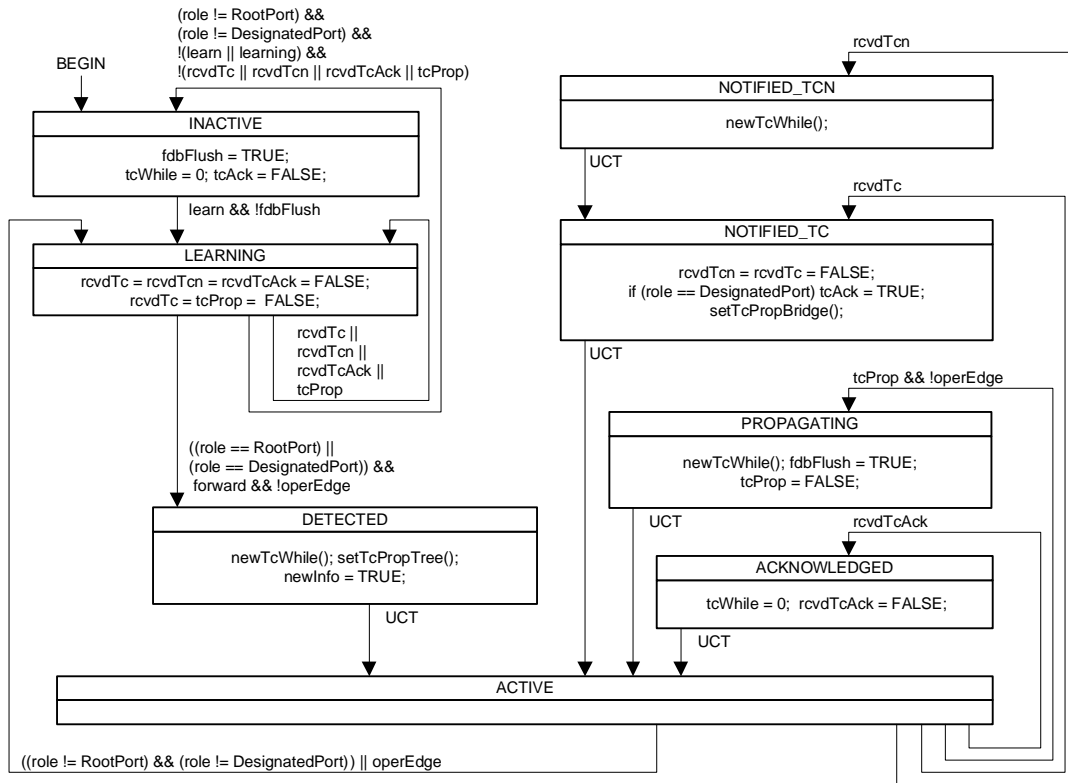 (role != RootPort) &&
(role != DesignatedPort) &&
!(learn || learning) &&
!(rcvdTc || rcvdTcn || rcvdTcAck || tcProp)
BEGIN
INACTIVE
fdbFlush = TRUE;
tcWhile = 0; tcAck = FALSE;
learn && !fdbFlush
LEARNING
rcvdTc = rcvdTcn = rcvdTcAck = FALSE;
rcvdTc = tcProp = FALSE;
rcvdTc ||
rcvdTcn ||
rcvdTcAck ||
tcProp
((role == RootPort) ||
(role == DesignatedPort)) &&
forward && !operEdge
DETECTED
newTcWhile(); setTcPropTree();
newInfo = TRUE;
UCT
rcvdTcn
NOTIFIED_TCN
newTcWhile();
UCT
rcvdTc
NOTIFIED_TC
rcvdTcn = rcvdTc = FALSE;
if (role == DesignatedPort) tcAck = TRUE;
setTcPropBridge();
UCT
tcProp && !operEdge
PROPAGATING
newTcWhile(); fdbFlush = TRUE;
tcProp = FALSE;
UCT
rcvdTcAck
ACKNOWLEDGED
tcWhile = 0; rcvdTcAck = FALSE;
UCT
ACTIVE
((role != RootPort) && (role != DesignatedPort)) || operEdge